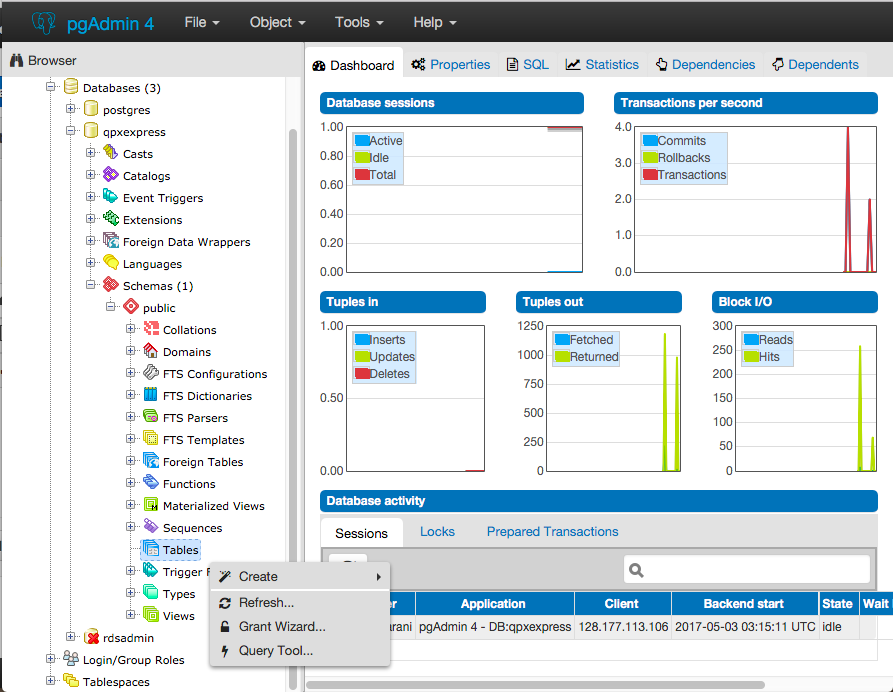 pgAdmin 4 File Object Tools Help
Browser
Databases (3)
postgres
qpxexpress
Casts
Catalogs
Event Triggers
Extensions
Foreign Data Wrappers
Languages
Schemas (1)
public
Collations
Domains
FTS Configurations
FTS Dictionaries
FTS Parsers
FTS Templates
Foreign Tables
Functions
Materialized Views
Sequences
Tables
Trigger
Types
Views
rdsadmin
Login/Group Roles
Tablespaces
Create
Refresh...
Grant Wizard...
Query Tool...
Dashboard Properties SQL Statistics Dependencies Dependents
Database sessions
1.00
0.80
0.60
0.40
0.20
0.00
Active
Idle
Total
Transactions per second
4.0
3.0
2.0
1.0
0.0
Commits
Rollbacks
Transactions
Tuples in
1.00
0.50
0.00
Inserts
Updates
Deletes
Tuples out
1250
1000
750
500
250
0
Fetched
Returned
Block I/O
300
250
200
150
100
50
0
Reads
Hits
Database activity
Sessions Locks Prepared Transactions
Application Client Backend start State Wait
pgAdmin 4 - DB:qpxexpress 128.177.113.106 2017-05-03 03:15:11 UTC idle